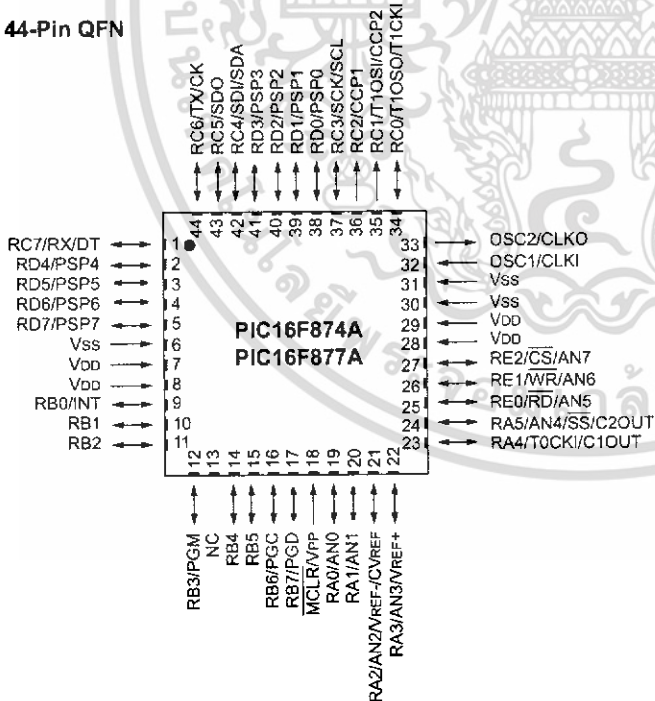 44-Pin QFN
RC6/TX/CK
RC5/SDO
RC4/SDI/SDA
RD3/PSP3
RD2/PSP2
RD1/PSP1
RD0/PSP0
RC3/SCK/SCL
RC2/CCP1
RC1/T1OSI/CCP2
RC0/T1OSO/T1CKI
44
43
42
41
40
39
38
37
36
35
34
RC7/RX/DT 1
RD4/PSP4 2
RD5/PSP5 3
RD6/PSP6 4
RD7/PSP7 5
VSS 6
VDD 7
VDD 8
RB0/INT 9
RB1 10
RB2 11
PIC16F874A
PIC16F877A
33 OSC2/CLKO
32 OSC1/CLKI
31 VSS
30 VSS
29 VDD
28 VDD
27 RE2/CS/AN7
26 RE1/WR/AN6
25 RE0/RD/AN5
24 RA5/AN4/SS/C2OUT
23 RA4/T0CKI/C1OUT
12
13
14
15
16
17
18
19
20
21
22
RB3/PGM
NC
RB4
RB5
RB6/PGC
RB7/PGD
MCLR/VPP
RA0/AN0
RA1/AN1
RA2/AN2/VREF-/CVREF
RA3/AN3/VREF+